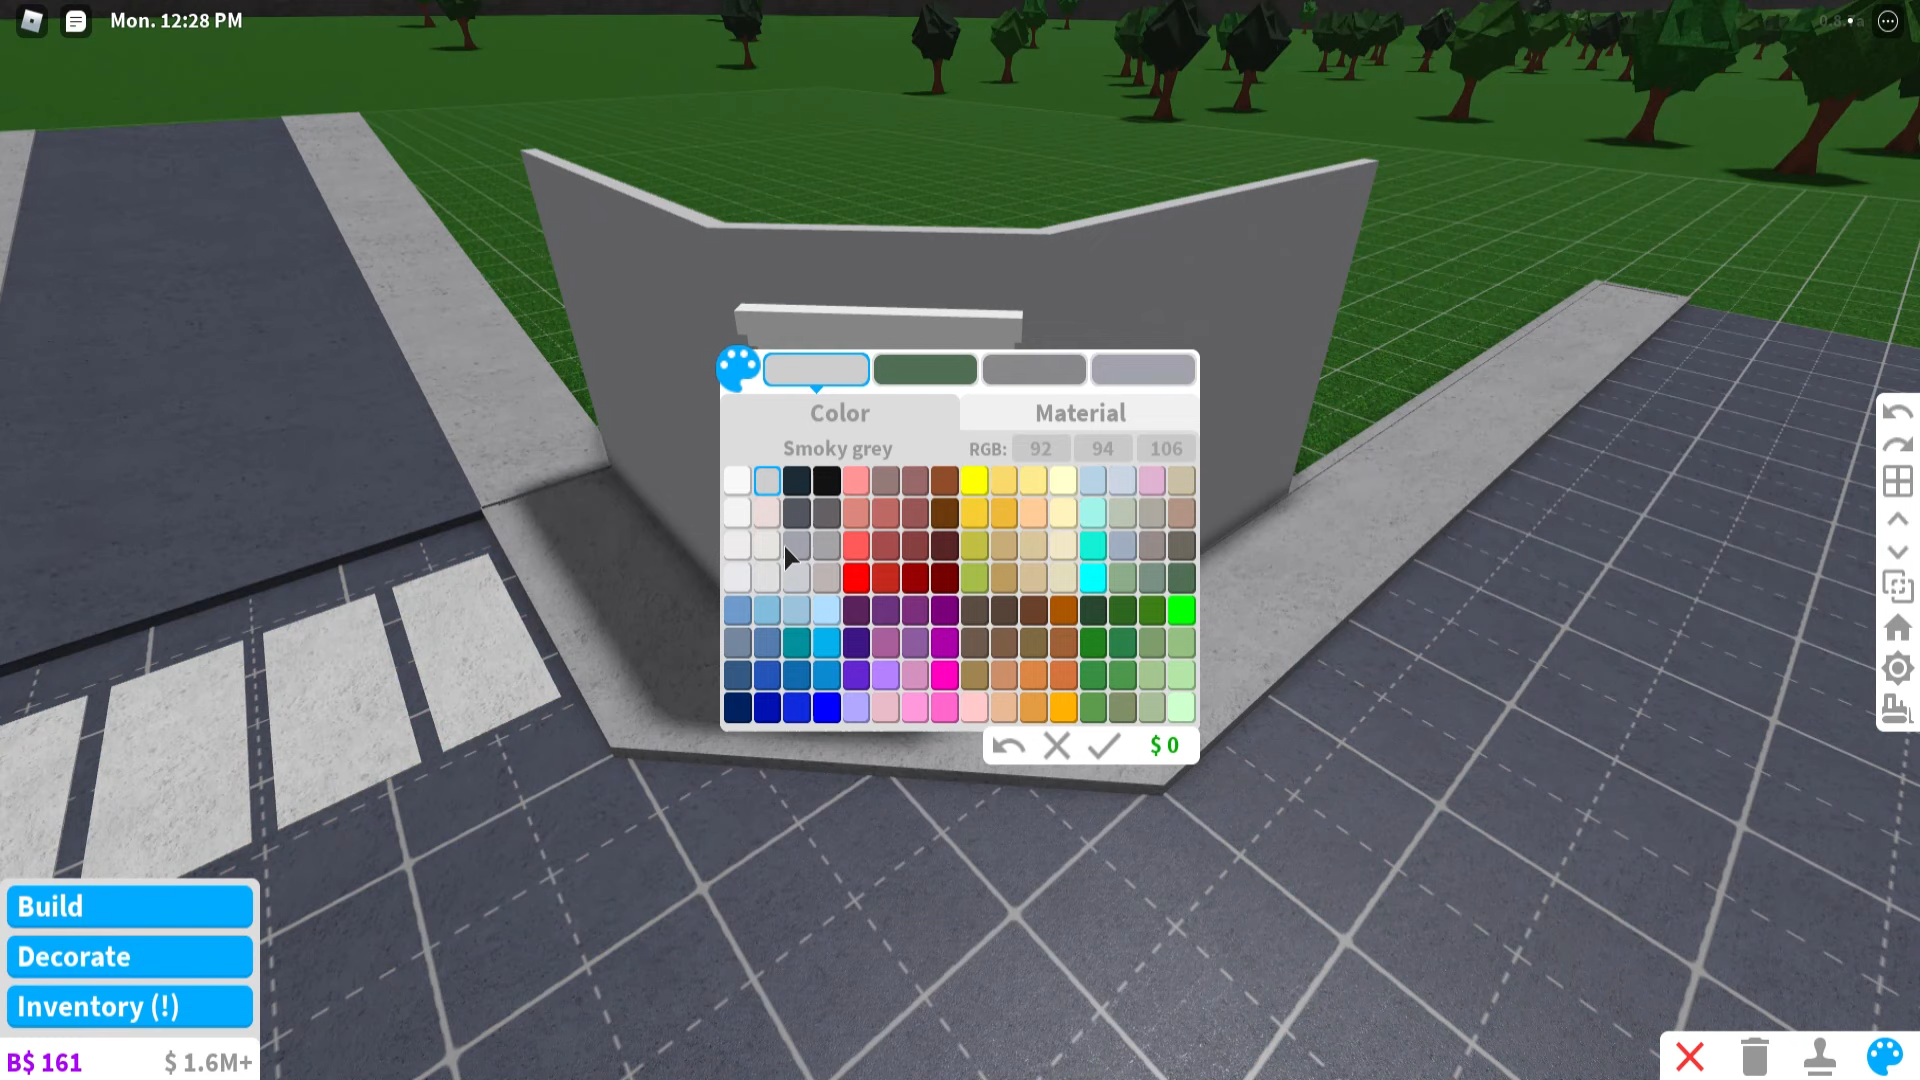 Mon. 12:28 PM
Color
Material
Smoky grey
RGB: 92 94 106
$ 0
Build
Decorate
Inventory (!)
B$ 161
$ 1.6M+